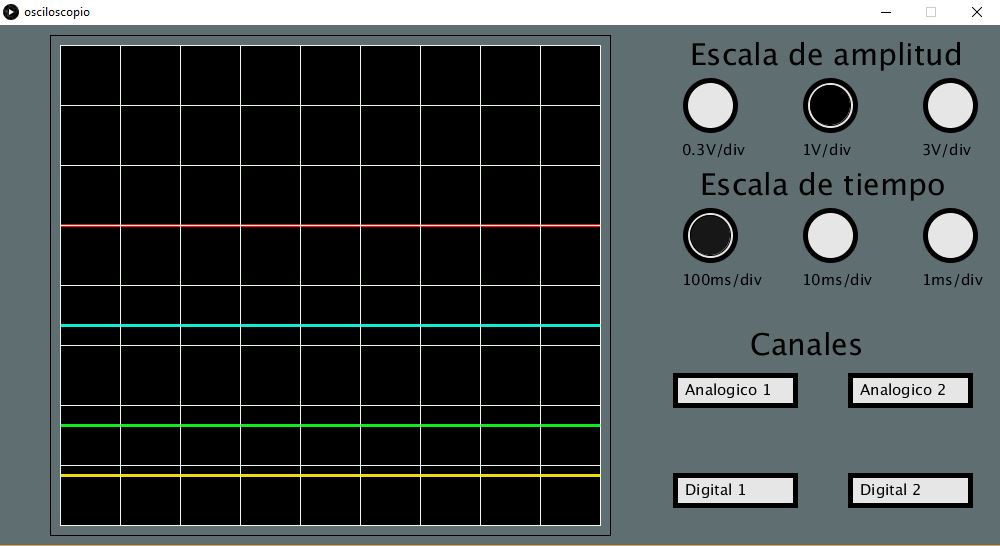 osciloscopio
Escala de amplitud
0.3V/div 1V/div 3V/div
Escala de tiempo
100ms/div 10ms/div 1ms/div
Canales
Analogico 1 Analogico 2
Digital 1 Digital 2